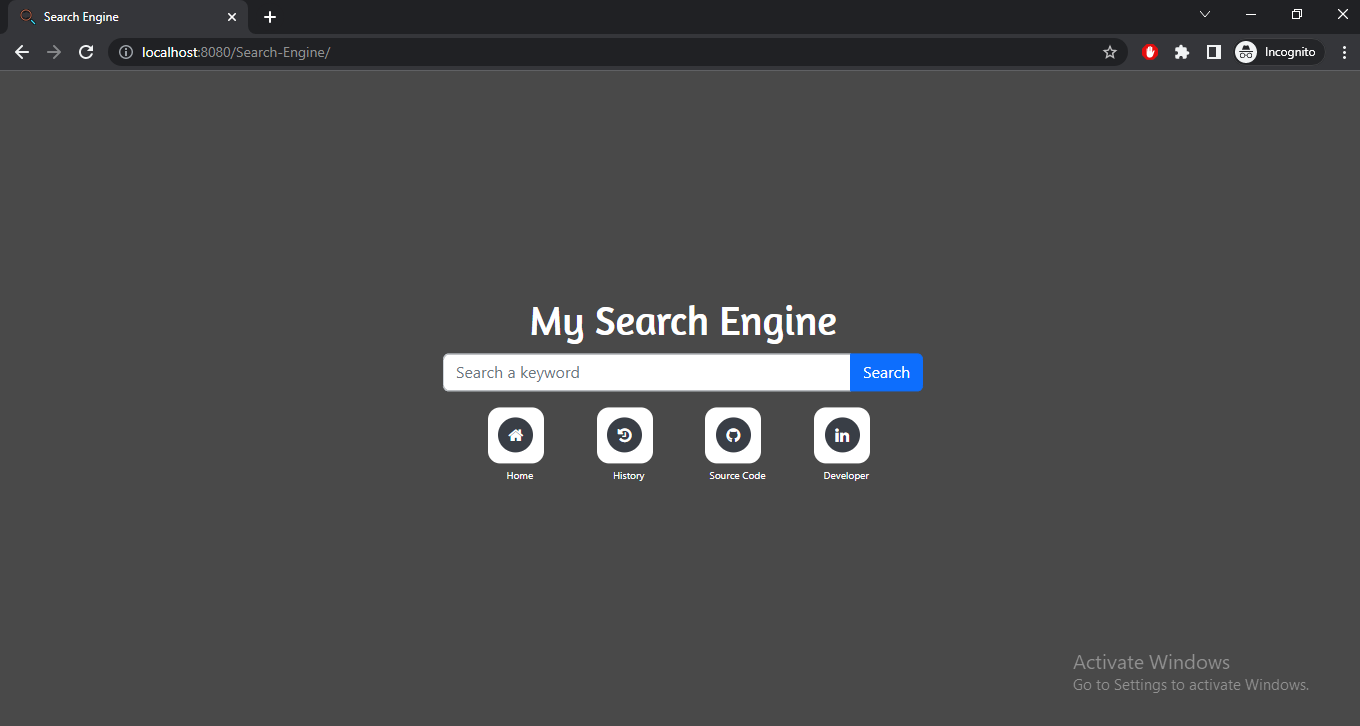 Search Engine
localhost:8080/Search-Engine/
Incognito
My Search Engine
Search a keyword
Search
in
Home
History
Source Code
Developer
Activate Windows
Go to Settings to activate Windows.